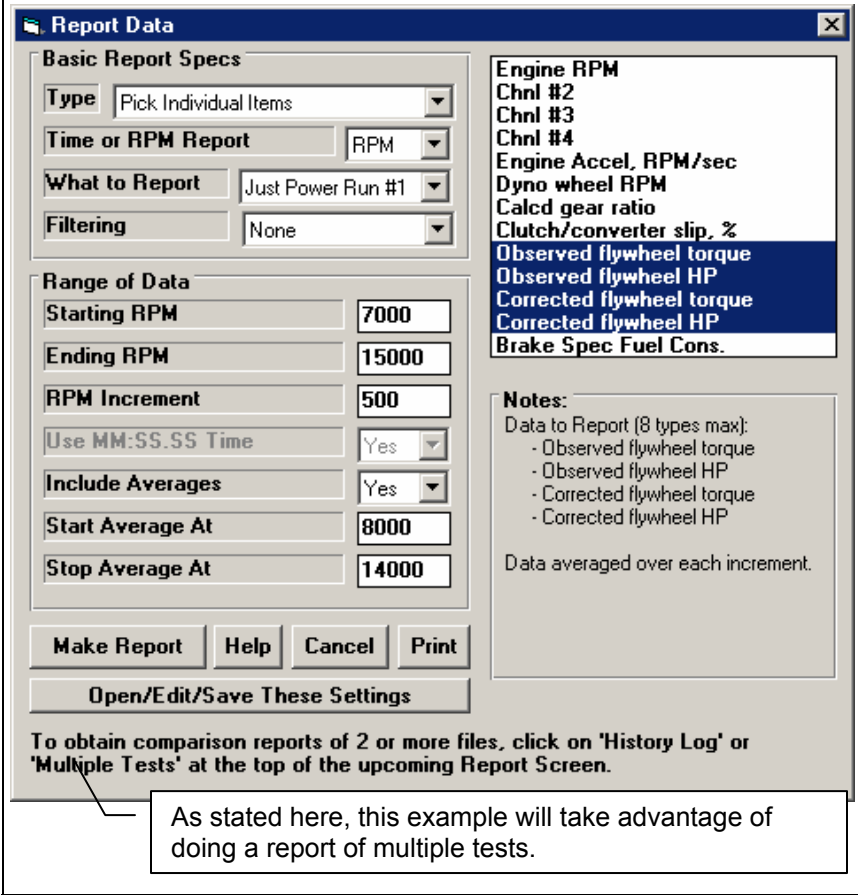 Report Data
Basic Report Specs
Type Pick Individual Items
Time or RPM Report RPM
What to Report Just Power Run #1
Filtering None
Range of Data
Starting RPM 7000
Ending RPM 15000
RPM Increment 500
Use MM:SS.SS Time Yes
Include Averages Yes
Start Average At 8000
Stop Average At 14000
Make Report Help Cancel Print
Open/Edit/Save These Settings
Engine RPM
Chnl #2
Chnl #3
Chnl #4
Engine Accel, RPM/sec
Dyno wheel RPM
Calcd gear ratio
Clutch/converter slip, %
Observed flywheel torque
Observed flywheel HP
Corrected flywheel torque
Corrected flywheel HP
Brake Spec Fuel Cons.
Notes:
Data to Report (8 types max):
- Observed flywheel torque
- Observed flywheel HP
- Corrected flywheel torque
- Corrected flywheel HP
Data averaged over each increment.
To obtain comparison reports of 2 or more files, click on 'History Log' or
'Multiple Tests' at the top of the upcoming Report Screen.
As stated here, this example will take advantage of
doing a report of multiple tests.